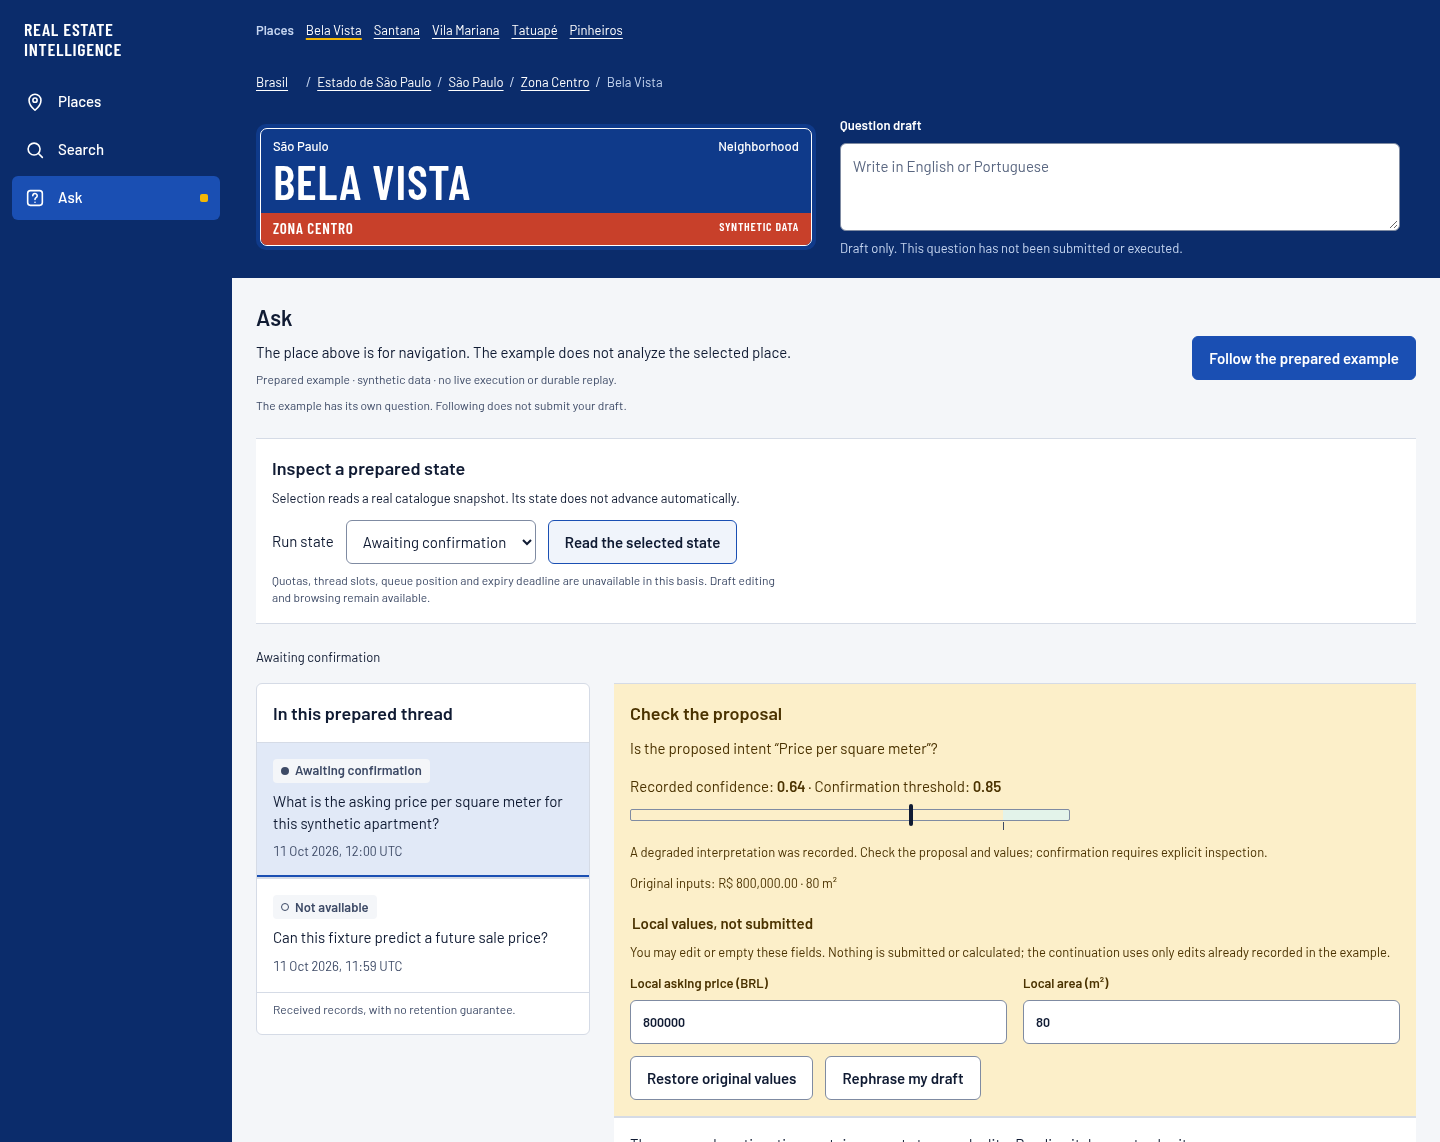 REAL ESTATE
INTELLIGENCE
Places
Search
Ask
Places Bela Vista Santana Vila Mariana Tatuapé Pinheiros
Brasil / Estado de São Paulo / São Paulo / Zona Centro / Bela Vista
São Paulo Neighborhood
BELA VISTA
ZONA CENTRO SYNTHETIC DATA
Question draft
Write in English or Portuguese
Draft only. This question has not been submitted or executed.
Ask
The place above is for navigation. The example does not analyze the selected place.
Prepared example · synthetic data · no live execution or durable replay.
The example has its own question. Following does not submit your draft.
Follow the prepared example
Inspect a prepared state
Selection reads a real catalogue snapshot. Its state does not advance automatically.
Run state Awaiting confirmation Read the selected state
Quotas, thread slots, queue position and expiry deadline are unavailable in this basis. Draft editing
and browsing remain available.
Awaiting confirmation
In this prepared thread
Awaiting confirmation
What is the asking price per square meter for
this synthetic apartment?
11 Oct 2026, 12:00 UTC
Not available
Can this fixture predict a future sale price?
11 Oct 2026, 11:59 UTC
Received records, with no retention guarantee.
Check the proposal
Is the proposed intent “Price per square meter”?
Recorded confidence: 0.64 · Confirmation threshold: 0.85
A degraded interpretation was recorded. Check the proposal and values; confirmation requires explicit inspection.
Original inputs: R$ 800,000.00 · 80 m²
Local values, not submitted
You may edit or empty these fields. Nothing is submitted or calculated; the continuation uses only edits already recorded in the example.
Local asking price (BRL) Local area (m²)
800000 80
Restore original values Rephrase my draft